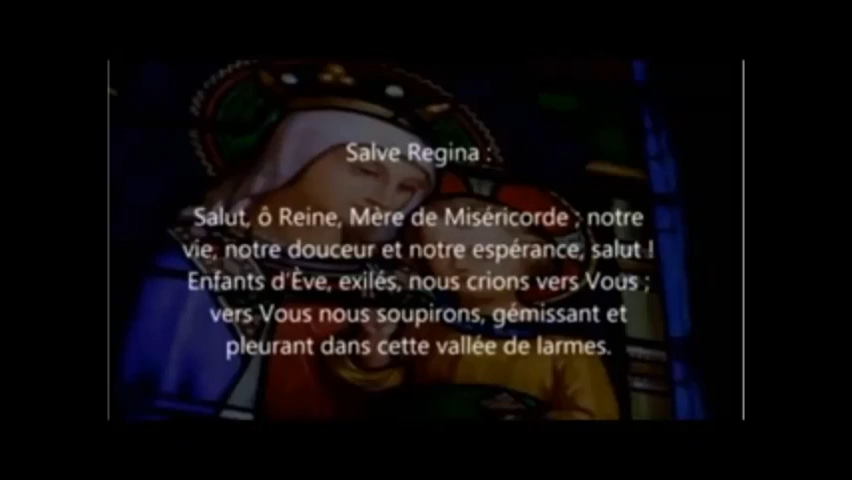 Salve Regina :
Salut, ô Reine, Mère de Miséricorde ; notre
vie, notre douceur et notre espérance, salut !
Enfants d'Ève, exilés, nous crions vers Vous ;
vers Vous nous soupirons, gémissant et
pleurant dans cette vallée de larmes.